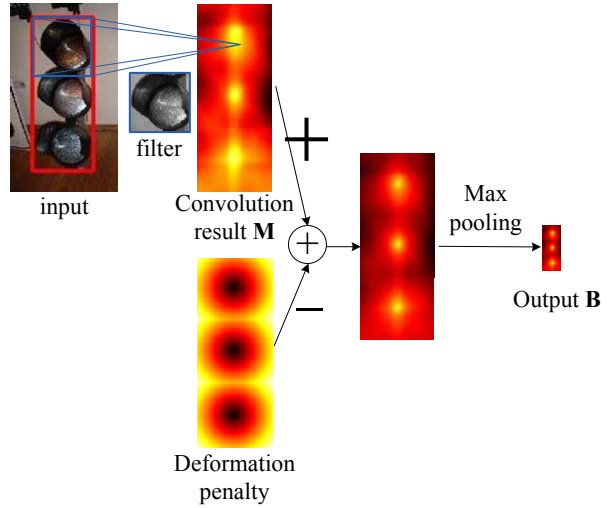 input
filter
Convolution
result M
+
+
−
Deformation
penalty
Max
pooling
Output B